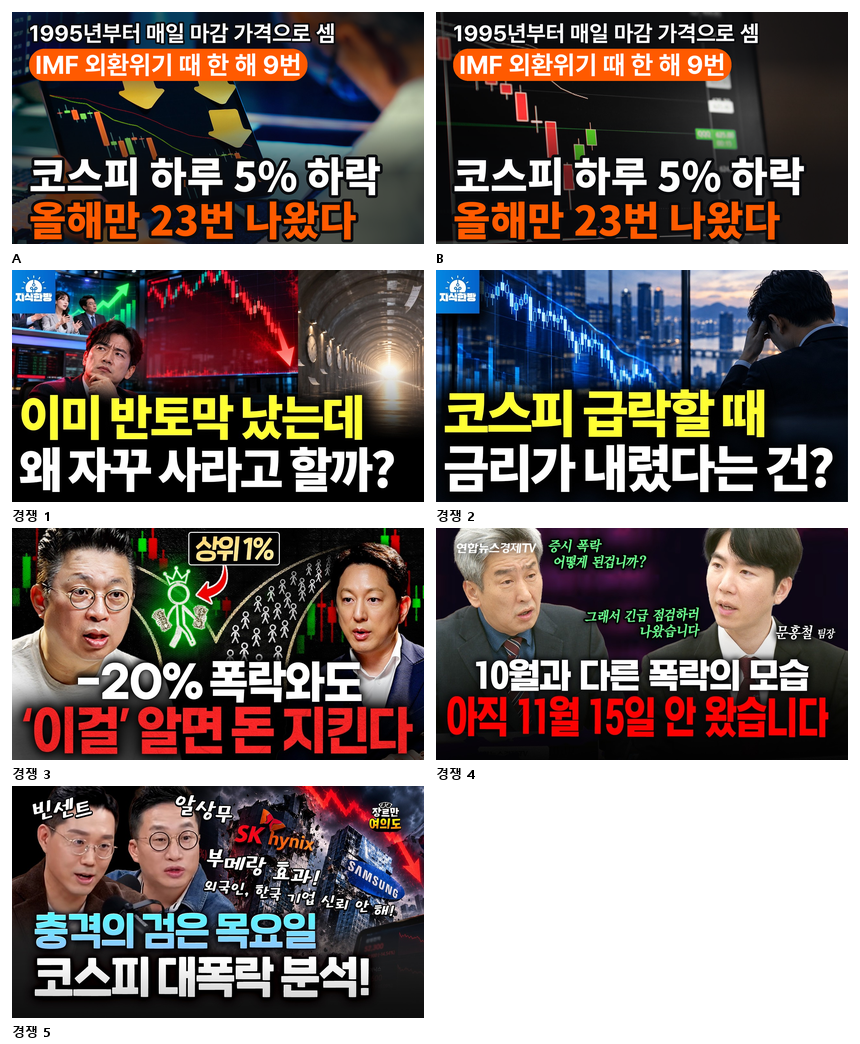 1995년부터 매일 마감 가격으로 셈
IMF 외환위기 때 한 해 9번
코스피 하루 5% 하락
올해만 23번 나왔다
A
1995년부터 매일 마감 가격으로 셈
IMF 외환위기 때 한 해 9번
코스피 하루 5% 하락
올해만 23번 나왔다
B
지식한방
이미 반토막 났는데
왜 자꾸 사라고 할까?
경쟁 1
지식한방
코스피 급락할 때
금리가 내렸다는 건?
경쟁 2
상위 1%
-20% 폭락와도
'이걸' 알면 돈 지킨다
경쟁 3
연합뉴스경제TV
증시 폭락
어떻게 된겁니까?
그래서 긴급 점검하러
나왔습니다
문홍철 팀장
10월과 다른 폭락의 모습
아직 11월 15일 안 왔습니다
경쟁 4
빈센트
알상무
장르만
여의도
SK hynix
SAMSUNG
부메랑 효과!
외국인, 한국 기업 신뢰 안 해!
충격의 검은 목요일
코스피 대폭락 분석!
경쟁 5